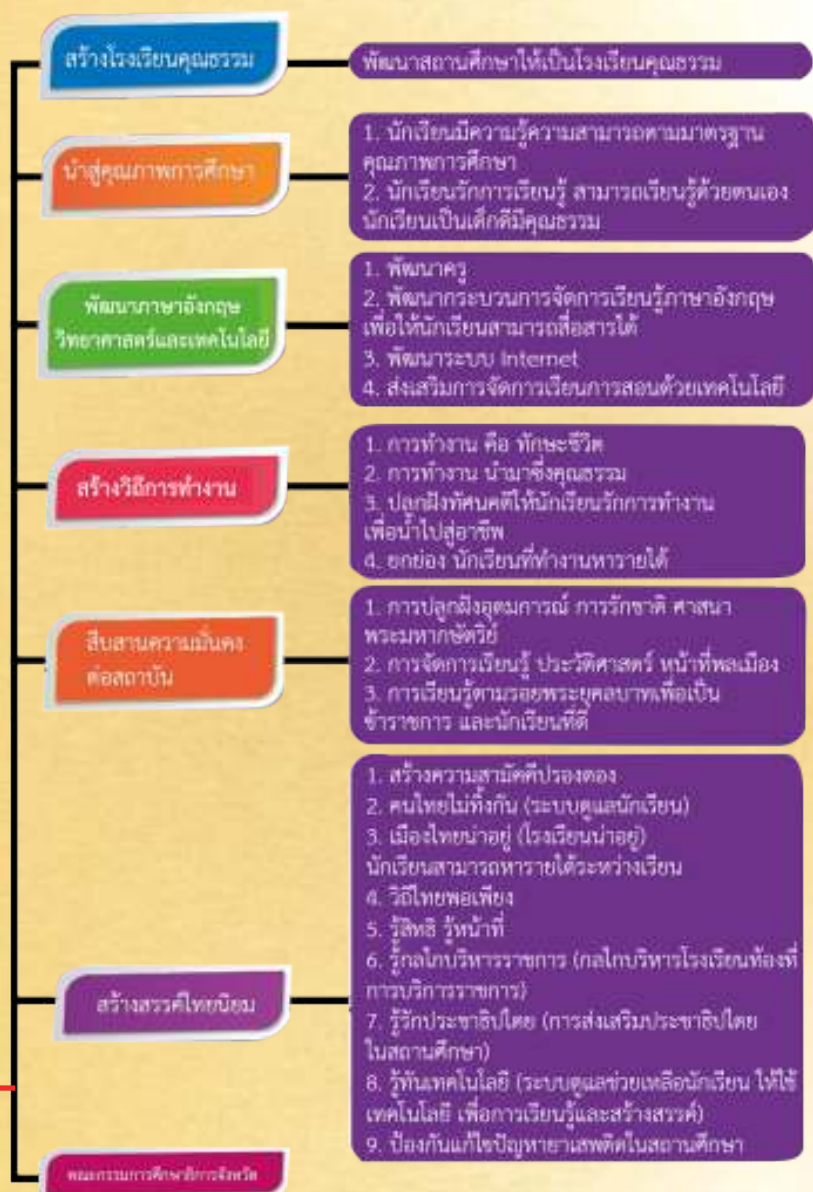 สร้างโรงเรียนคุณธรรม
พัฒนาสถานศึกษาให้เป็นโรงเรียนคุณธรรม
นำสู่คุณภาพการศึกษา
1. นักเรียนมีความรู้ความสามารถตามมาตรฐาน
คุณภาพการศึกษา
2. นักเรียนรักการเรียนรู้ สามารถเรียนรู้ด้วยตนเอง
นักเรียนเป็นเด็กดีมีคุณธรรม
พัฒนาภาษาอังกฤษ
วิทยาศาสตร์และเทคโนโลยี
1. พัฒนาครู
2. พัฒนากระบวนการจัดการเรียนรู้ภาษาอังกฤษ
เพื่อให้นักเรียนสามารถสื่อสารได้
3. พัฒนาระบบ Internet
4. ส่งเสริมการจัดการเรียนการสอนด้วยเทคโนโลยี
สร้างวิถีการทำงาน
1. การทำงาน คือ ทักษะชีวิต
2. การทำงาน นำมาซึ่งคุณธรรม
3. ปลูกฝังทัศนคติให้นักเรียนรักการทำงาน
เพื่อนำไปสู่อาชีพ
4. ยกย่อง นักเรียนที่ทำงานหารายได้
สืบสานความมั่นคง
ต่อสถาบัน
1. การปลูกฝังอุดมการณ์ การรักชาติ ศาสนา
พระมหากษัตริย์
2. การจัดการเรียนรู้ ประวัติศาสตร์ หน้าที่พลเมือง
3. การเรียนรู้ตามรอยพระยุคลบาทเพื่อเป็น
ข้าราชการ และนักเรียนที่ดี
สร้างสรรค์ไทยนิยม
1. สร้างความสามัคคีปรองดอง
2. คนไทยไม่ทิ้งกัน (ระบบดูแลนักเรียน)
3. เมืองไทยน่าอยู่ (โรงเรียนน่าอยู่)
นักเรียนสามารถหารายได้ระหว่างเรียน
4. วิถีไทยพอเพียง
5. รู้สิทธิ รู้หน้าที่
6. รู้กลไกบริหารราชการ (กลไกบริหารโรงเรียนท้องที่
การบริการราชการ)
7. รู้รักประชาธิปไตย (การส่งเสริมประชาธิปไตย
ในสถานศึกษา)
8. รู้ทันเทคโนโลยี (ระบบดูแลช่วยเหลือนักเรียน ให้ใช้
เทคโนโลยี เพื่อการเรียนรู้และสร้างสรรค์)
9. ป้องกันแก้ไขปัญหายาเสพติดในสถานศึกษา
คณะกรรมการศึกษาธิการจังหวัด